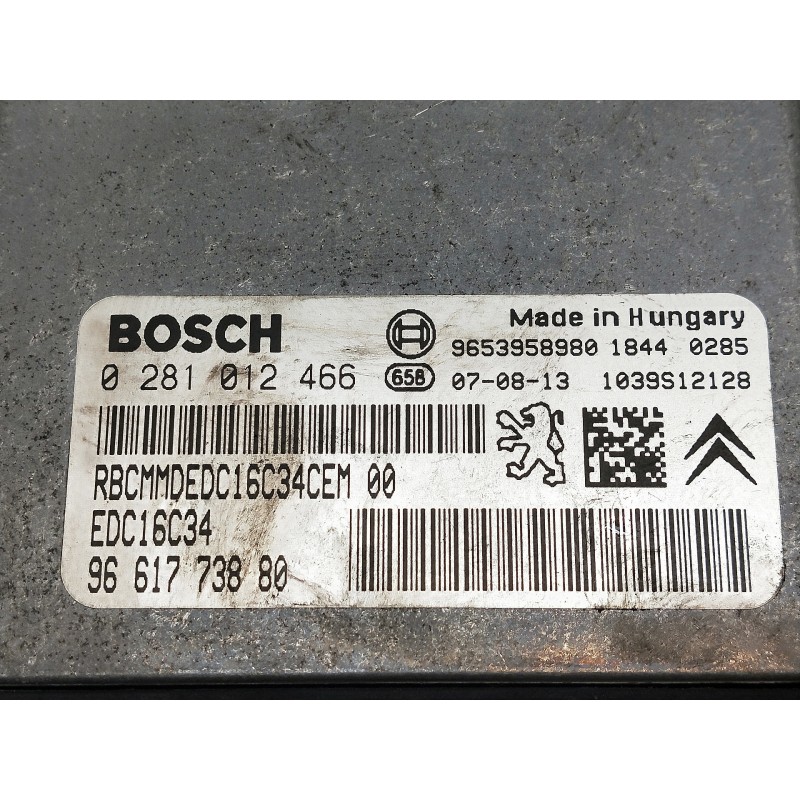 BOSCH Made in Hungary
9653958980 1844 0285
0 281 012 466 658 07-08-13 1039S12128
RBCMMDEDC16C34CEM 00
EDC16C34
96 617 738 80